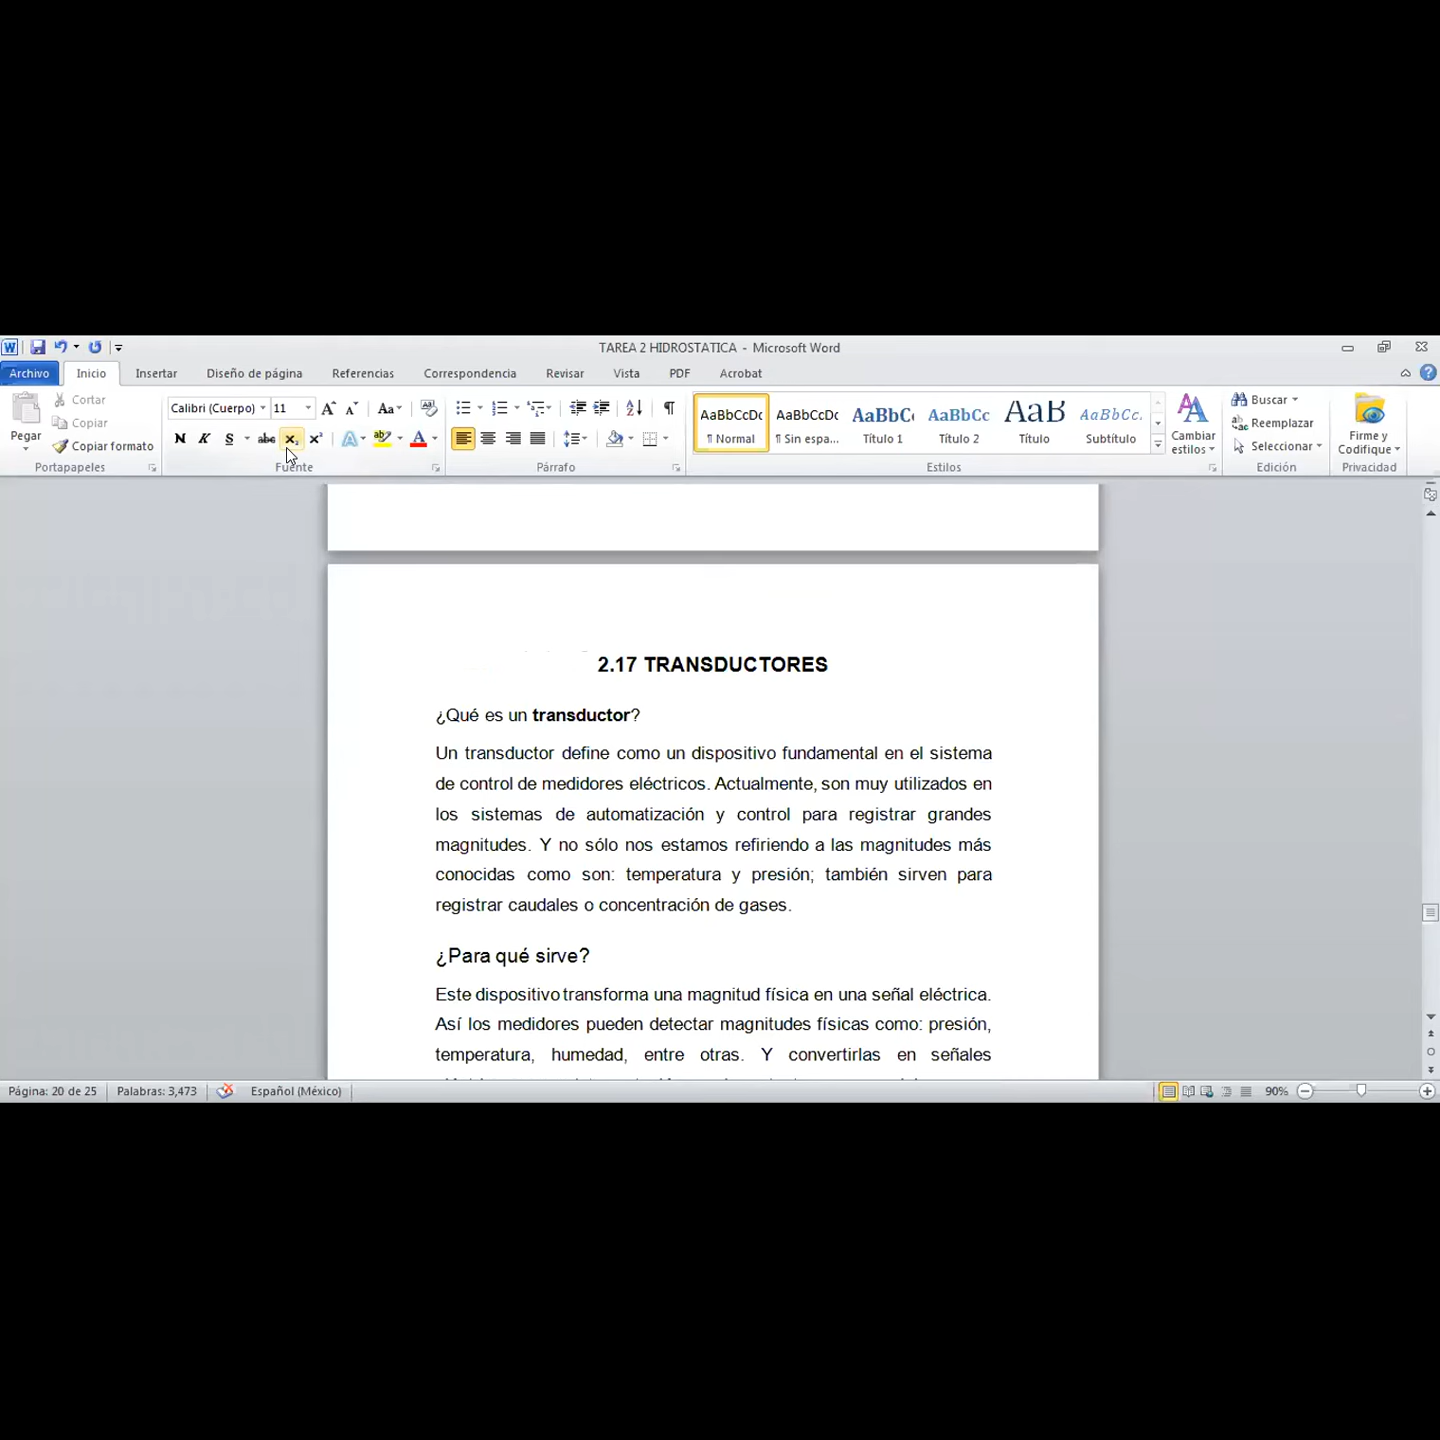 TAREA 2 HIDROSTATICA - Microsoft Word
Archivo Inicio Insertar Diseño de página Referencias Correspondencia Revisar Vista PDF Acrobat
Pegar
Cortar
Copiar
Copiar formato
Portapapeles
Calibri (Cuerpo) 11
Fuente
Párrafo
AaBbCcDc AaBbCcDc AaBbC AaBbCc AaB AaBbCc.
¶ Normal ¶ Sin espa... Título 1 Título 2 Título Subtítulo
Estilos
Cambiar
estilos
Buscar
Reemplazar
Seleccionar
Edición
Firme y
Codifique
Privacidad
2.17 TRANSDUCTORES
¿Qué es un transductor?
Un transductor define como un dispositivo fundamental en el sistema
de control de medidores eléctricos. Actualmente, son muy utilizados en
los sistemas de automatización y control para registrar grandes
magnitudes. Y no sólo nos estamos refiriendo a las magnitudes más
conocidas como son: temperatura y presión; también sirven para
registrar caudales o concentración de gases.
¿Para qué sirve?
Este dispositivo transforma una magnitud física en una señal eléctrica.
Así los medidores pueden detectar magnitudes físicas como: presión,
temperatura, humedad, entre otras. Y convertirlas en señales
Página: 20 de 25 Palabras: 3,473 Español (México) 90%